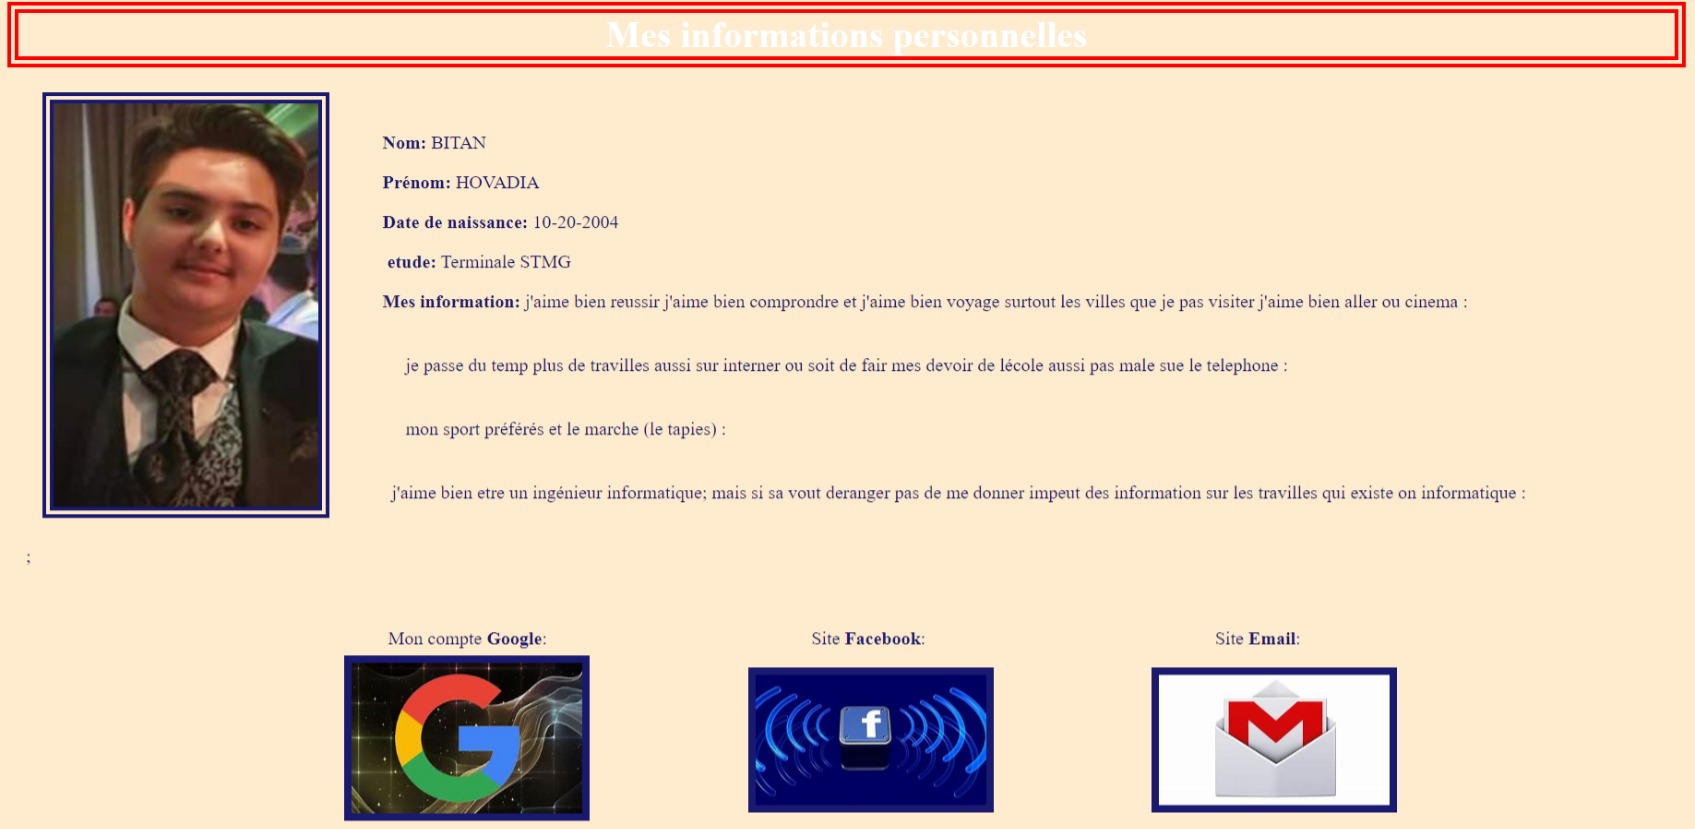 Mes informations personnelles
Nom: BITAN
Prénom: HOVADIA
Date de naissance: 10-20-2004
etude: Terminale STMG
Mes information: j'aime bien reussir j'aime bien comprondre et j'aime bien voyage surtout les villes que je pas visiter j'aime bien aller ou cinema :
je passe du temp plus de travilles aussi sur interner ou soit de fair mes devoir de lécole aussi pas male sue le telephone :
mon sport préférés et le marche (le tapies) :
j'aime bien etre un ingénieur informatique; mais si sa vout deranger pas de me donner impeut des information sur les travilles qui existe on informatique :
;
Mon compte Google:
Site Facebook:
Site Email: